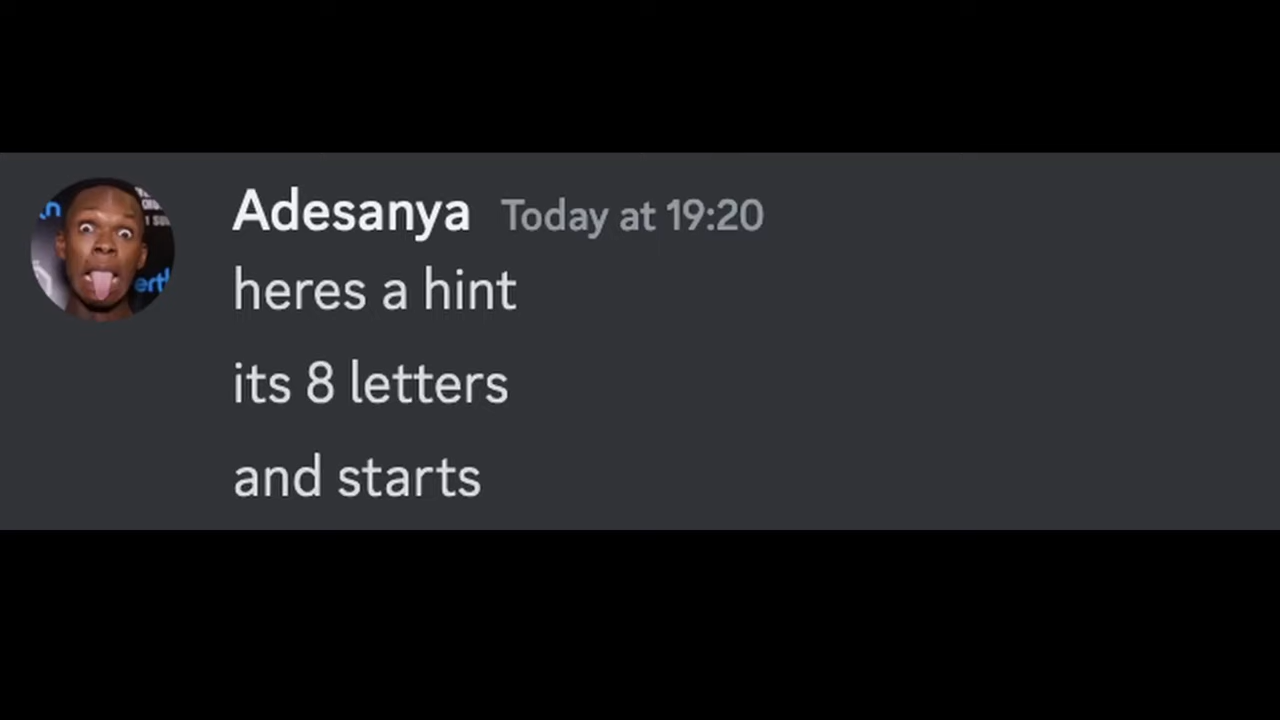 Adesanya Today at 19:20
heres a hint
its 8 letters
and starts